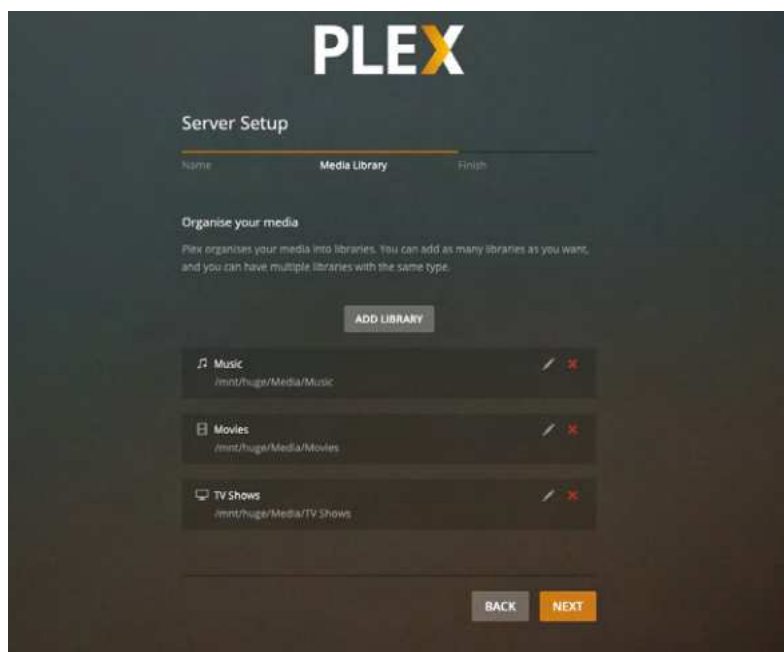 PLEX
Server Setup
Name Media Library Finish
Organise your media
Plex organises your media into libraries. You can add as many libraries as you want,
and you can have multiple libraries with the same type.
ADD LIBRARY
Music
/mnt/huge/Media/Music
Movies
/mnt/huge/Media/Movies
TV Shows
/mnt/huge/Media/TV Shows
BACK NEXT